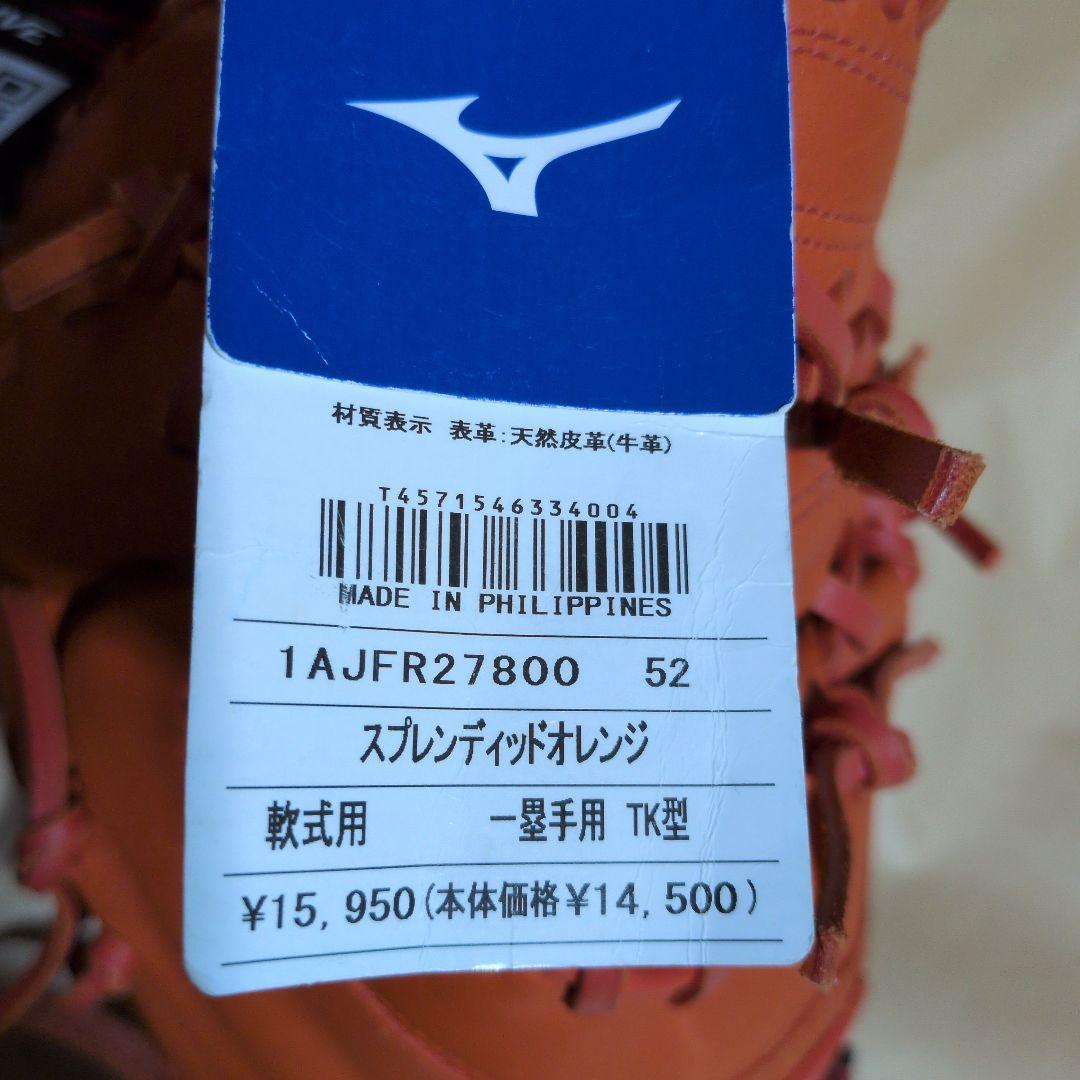 材質表示 表革:天然皮革(牛革)
T4571546334004
MADE IN PHILIPPINES
1AJFR27800 52
スプレンディッドオレンジ
軟式用 一塁手用 TK型
¥15,950(本体価格¥14,500)